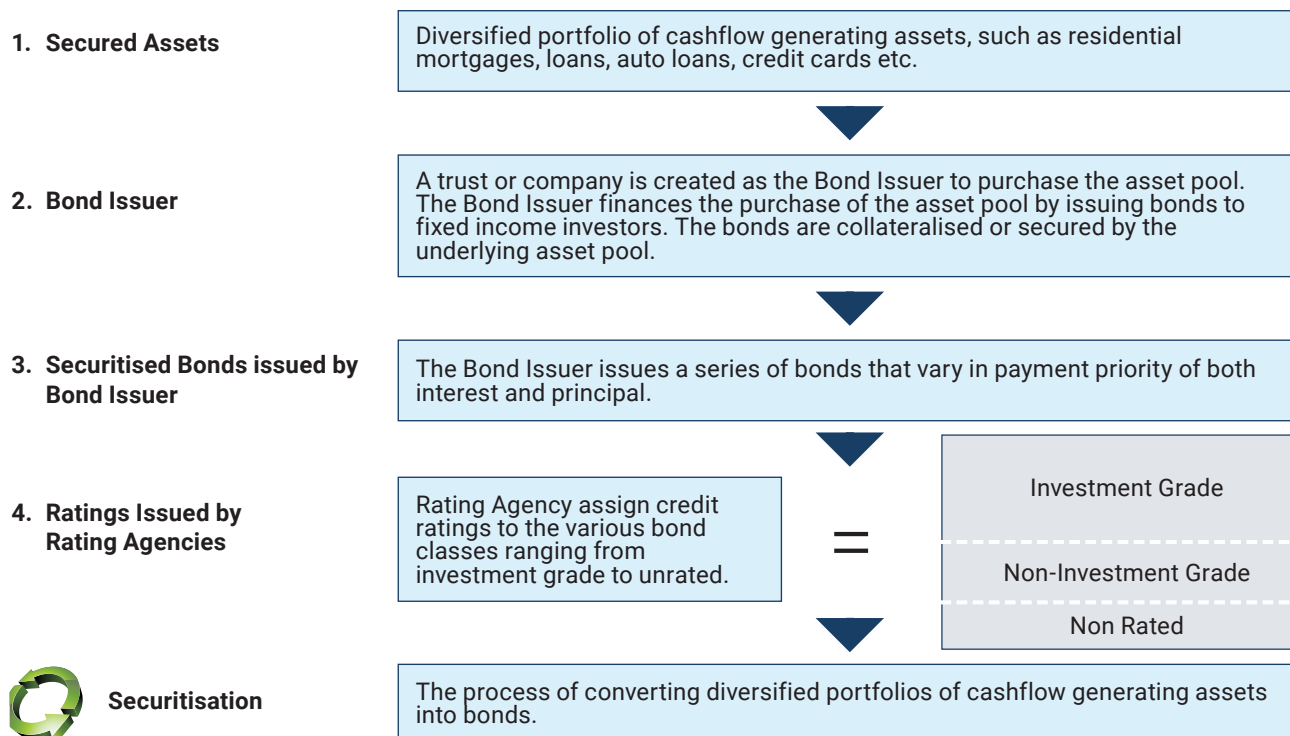 1. Secured Assets
Diversified portfolio of cashflow generating assets, such as residential
mortgages, loans, auto loans, credit cards etc.
2. Bond Issuer
A trust or company is created as the Bond Issuer to purchase the asset pool.
The Bond Issuer finances the purchase of the asset pool by issuing bonds to
fixed income investors. The bonds are collateralised or secured by the
underlying asset pool.
3. Securitised Bonds issued by
Bond Issuer
The Bond Issuer issues a series of bonds that vary in payment priority of both
interest and principal.
4. Ratings Issued by
Rating Agencies
Rating Agency assign credit
ratings to the various bond
classes ranging from
investment grade to unrated.
=
Investment Grade
Non-Investment Grade
Non Rated
Securitisation
The process of converting diversified portfolios of cashflow generating assets
into bonds.